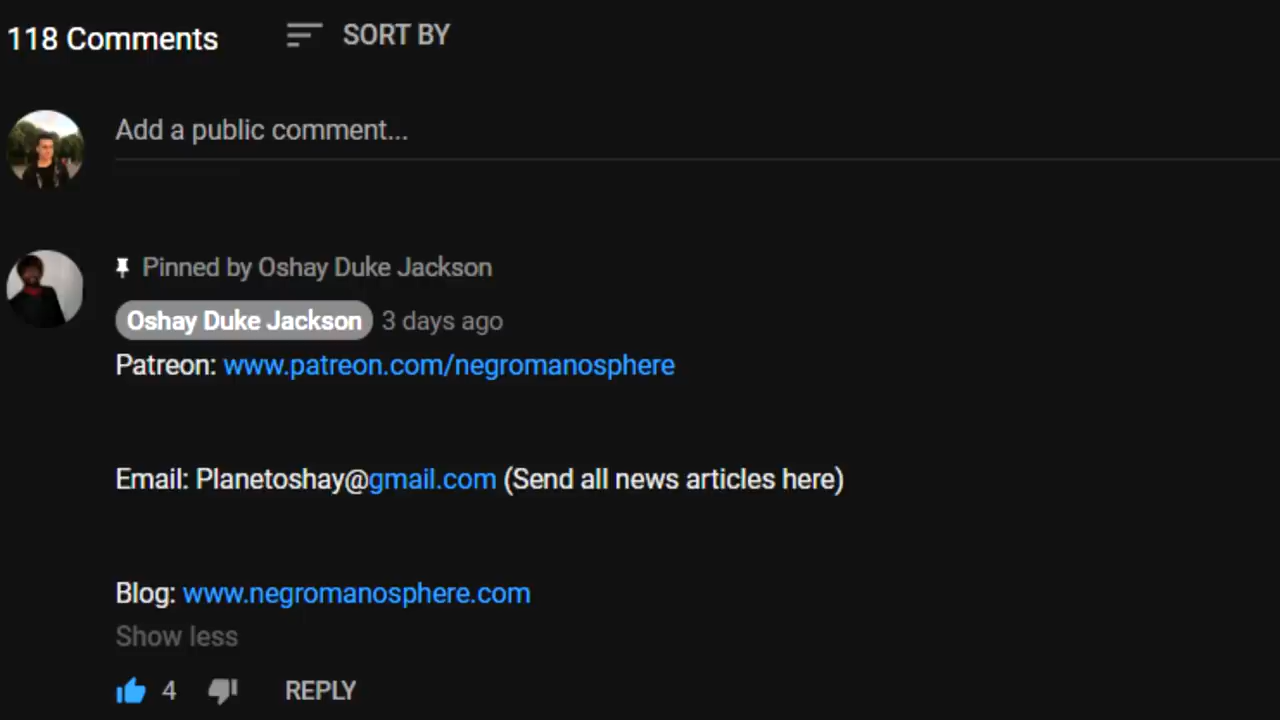 118 Comments SORT BY
Add a public comment...
Pinned by Oshay Duke Jackson
Oshay Duke Jackson 3 days ago
Patreon: www.patreon.com/negromanosphere
Email: Planetoshay@gmail.com (Send all news articles here)
Blog: www.negromanosphere.com
Show less
4 REPLY